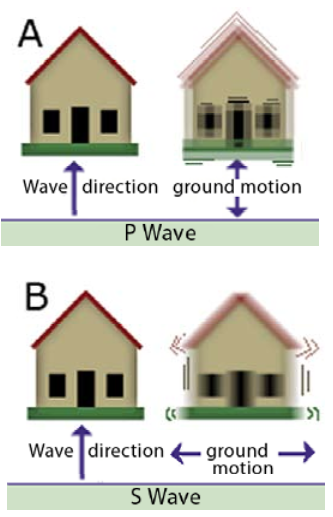 A
Wave direction ground motion
P Wave
B
Wave direction ground
motion
S Wave